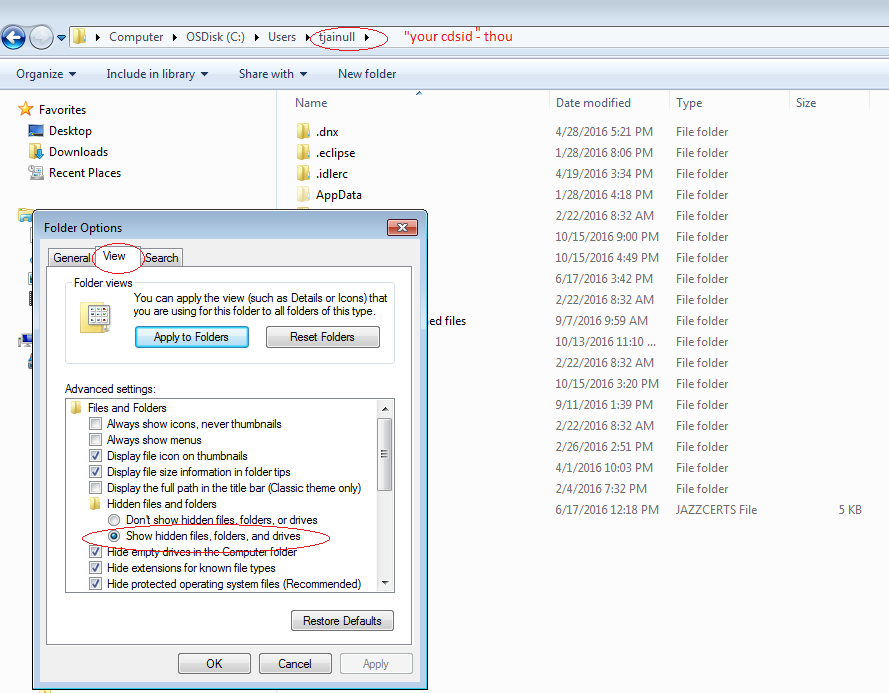 Computer OSDisk (C:) Users tjainull "your cdsid" - thou
Organize Include in library Share with New folder
Name Date modified Type Size
Favorites
Desktop
Downloads
Recent Places
.dnx 4/28/2016 5:21 PM File folder
.eclipse 1/28/2016 8:06 PM File folder
.idlerc 4/19/2016 3:34 PM File folder
AppData 1/28/2016 4:18 PM File folder
2/22/2016 8:32 AM File folder
10/15/2016 9:00 PM File folder
10/15/2016 4:49 PM File folder
6/17/2016 3:42 PM File folder
2/22/2016 8:32 AM File folder
ed files 9/7/2016 9:59 AM File folder
10/13/2016 11:10 ... File folder
2/22/2016 8:32 AM File folder
10/15/2016 3:20 PM File folder
9/11/2016 1:39 PM File folder
2/22/2016 8:32 AM File folder
2/26/2016 2:51 PM File folder
4/1/2016 10:03 PM File folder
2/4/2016 7:32 PM File folder
6/17/2016 12:18 PM JAZZCERTS File 5 KB
Folder Options
General View Search
Folder views
You can apply the view (such as Details or Icons) that
you are using for this folder to all folders of this type.
Apply to Folders Reset Folders
Advanced settings:
Files and Folders
Always show icons, never thumbnails
Always show menus
Display file icon on thumbnails
Display file size information in folder tips
Display the full path in the title bar (Classic theme only)
Hidden files and folders
Don't show hidden files, folders, or drives
Show hidden files, folders, and drives
Hide empty drives in the Computer folder
Hide extensions for known file types
Hide protected operating system files (Recommended)
Restore Defaults
OK Cancel Apply